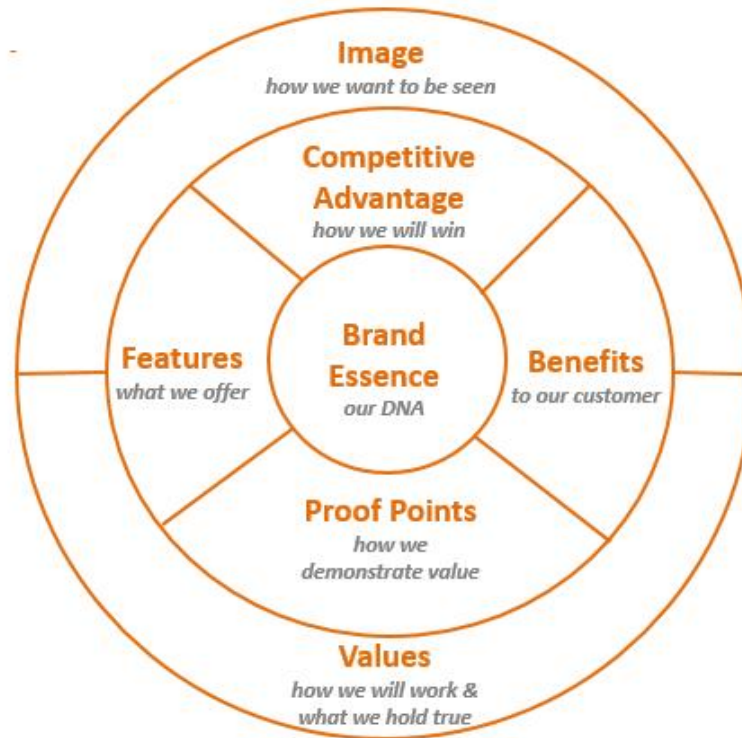 Image
how we want to be seen
Competitive
Advantage
how we will win
Features
what we offer
Brand
Essence
our DNA
Benefits
to our customer
Proof Points
how we
demonstrate value
Values
how we will work &
what we hold true